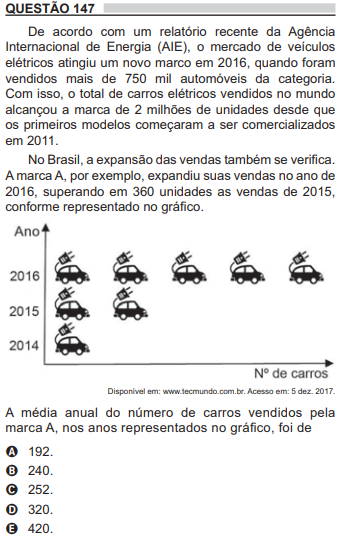 QUESTÃO 147
De acordo com um relatório recente da Agência
Internacional de Energia (AIE), o mercado de veículos
elétricos atingiu um novo marco em 2016, quando foram
vendidos mais de 750 mil automóveis da categoria.
Com isso, o total de carros elétricos vendidos no mundo
alcançou a marca de 2 milhões de unidades desde que
os primeiros modelos começaram a ser comercializados
em 2011.
No Brasil, a expansão das vendas também se verifica.
A marca A, por exemplo, expandiu suas vendas no ano de
2016, superando em 360 unidades as vendas de 2015,
conforme representado no gráfico.
Ano
2016
2015
2014
Nº de carros
Disponível em: www.tecmundo.com.br. Acesso em: 5 dez. 2017.
A média anual do número de carros vendidos pela
marca A, nos anos representados no gráfico, foi de
A 192.
B 240.
C 252.
D 320.
E 420.